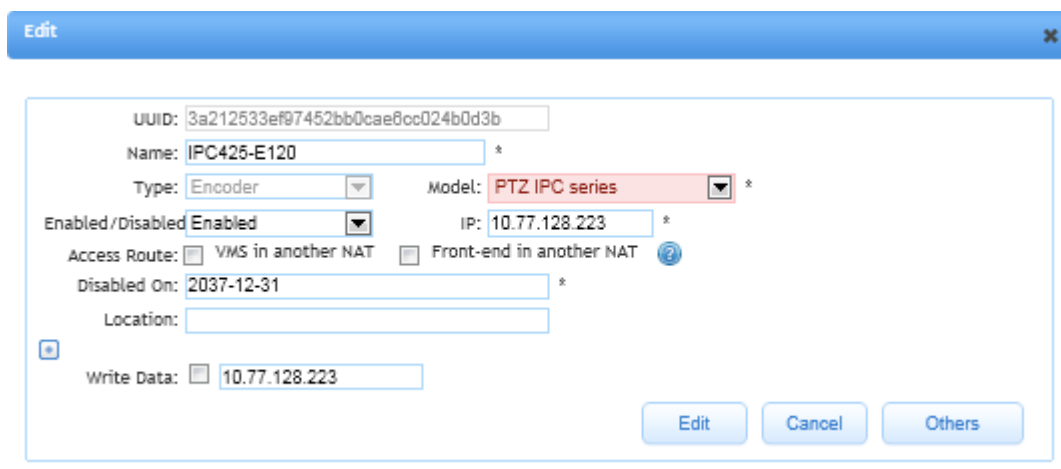 Edit
UUID: 3a212533ef97452bb0cae6cc024b0d3b
Name: IPC425-E120 *
Type: Encoder Model: PTZ IPC series *
Enabled/Disabled Enabled IP: 10.77.128.223 *
Access Route: VMS in another NAT Front-end in another NAT ?
Disabled On: 2037-12-31 *
Location:
Write Data: 10.77.128.223
Edit Cancel Others